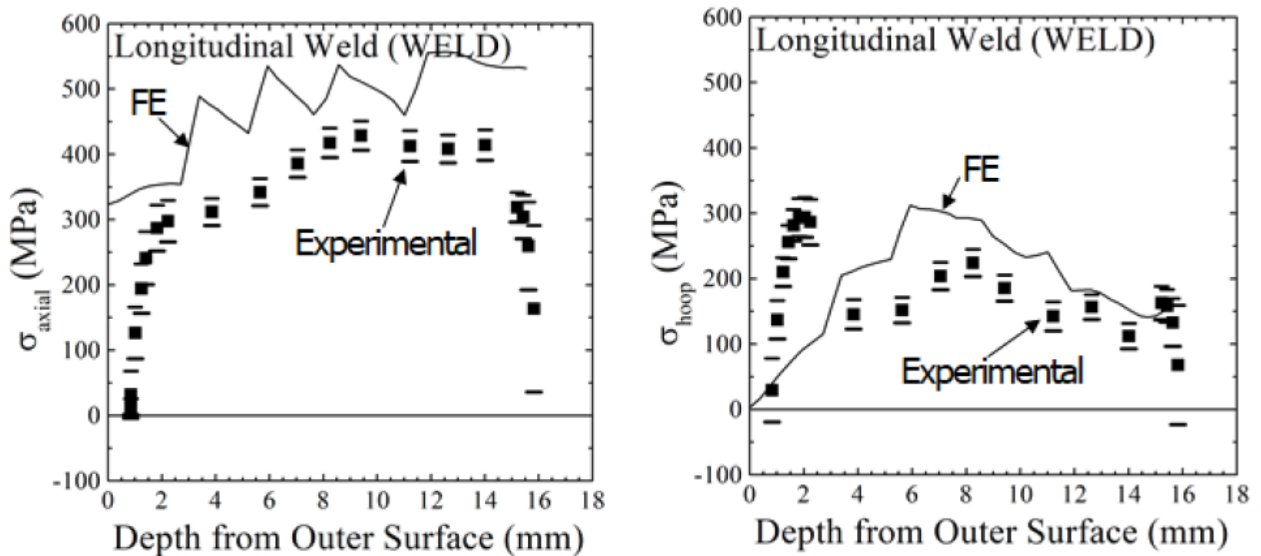 600
500
400
300
200
100
0
-100
σaxial (MPa)
Longitudinal Weld (WELD)
FE
Experimental
0 2 4 6 8 10 12 14 16 18
Depth from Outer Surface (mm)
600
500
400
300
200
100
0
-100
σhoop (MPa)
Longitudinal Weld (WELD)
FE
Experimental
0 2 4 6 8 10 12 14 16 18
Depth from Outer Surface (mm)